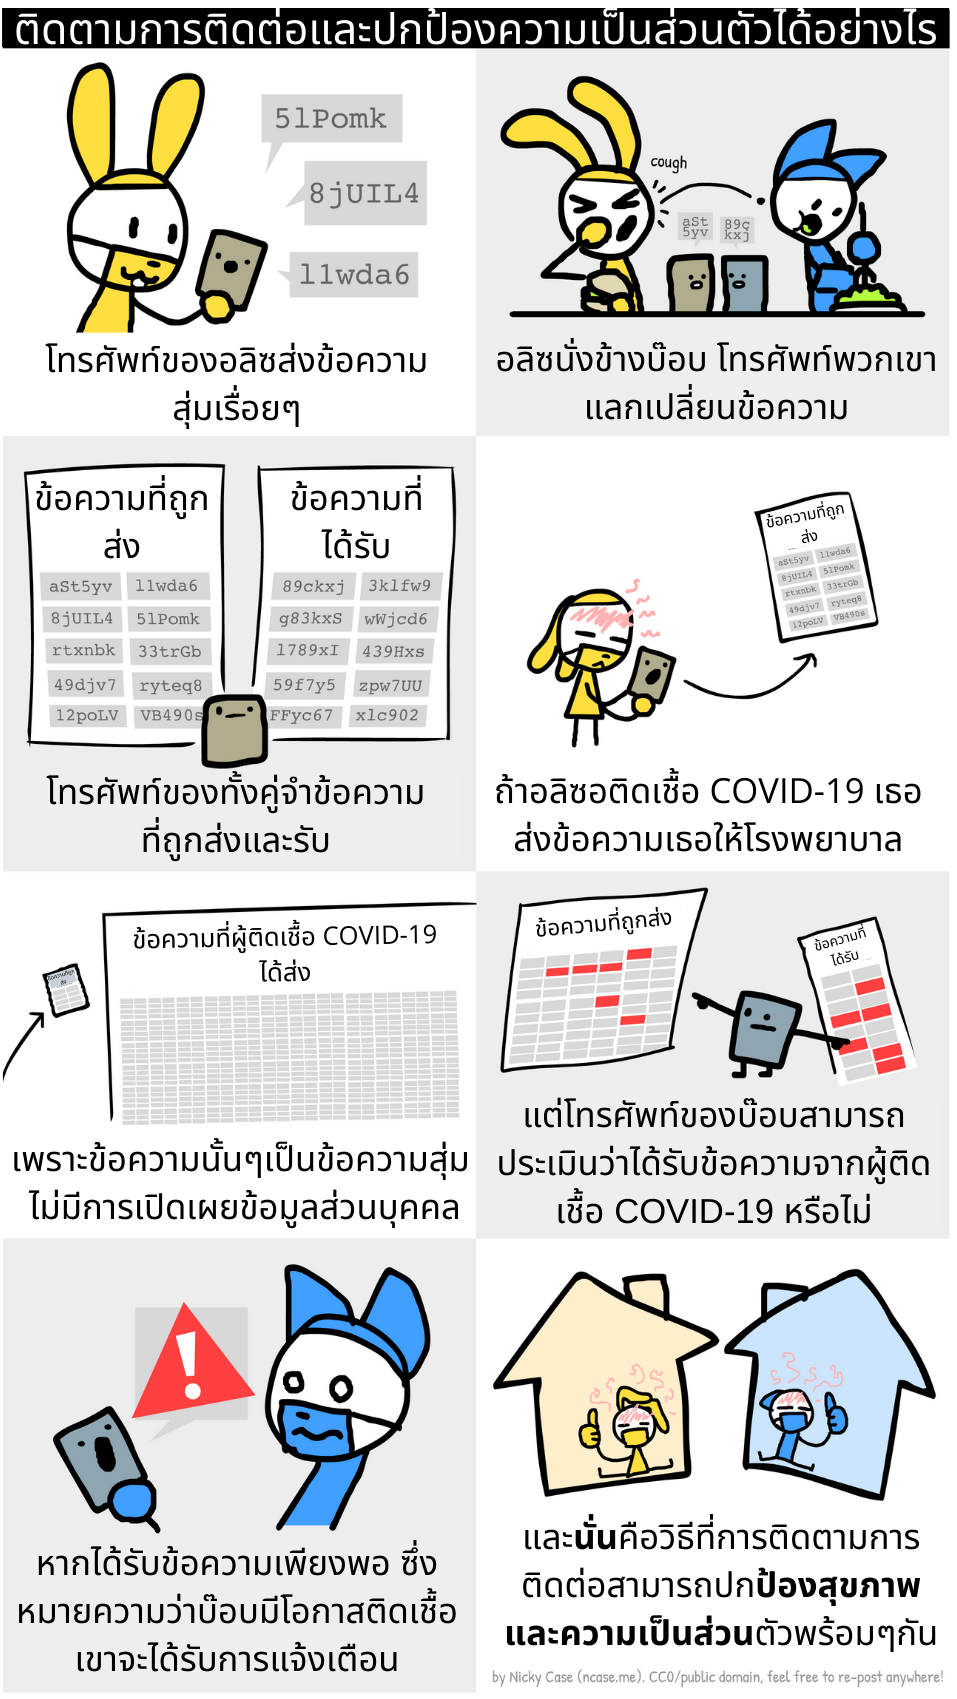 ติดตามการติดต่อและปกป้องความเป็นส่วนตัวได้อย่างไร
51Pomk
8jUIL4
l1wda6
โทรศัพท์ของอลิซส่งข้อความ
สุ่มเรื่อยๆ
cough
aSt
5yv
89c
kxj
อลิซนั่งข้างบ๊อบ โทรศัพท์พวกเขา
แลกเปลี่ยนข้อความ
ข้อความที่ถูก
ส่ง
aSt5yv l1wda6
8jUIL4 51Pomk
rtxnbk 33trGb
49djv7 ryteq8
12poLV VB490s
ข้อความที่
ได้รับ
89ckxj 3klfw9
g83kxS wWjcd6
l789xI 439Hxs
59f7y5 zpw7UU
FFyc67 xlc902
โทรศัพท์ของทั้งคู่จำข้อความ
ที่ถูกส่งและรับ
ข้อความที่ถูก
ส่ง
aSt5yv l1wda6
8jUIL4 51Pomk
rtxnbk 33trGb
49djv7 ryteq8
12poLV VB490s
ถ้าอลิซอติดเชื้อ COVID-19 เธอ
ส่งข้อความเธอให้โรงพยาบาล
ข้อความที่ถูก
ส่ง
ข้อความที่ผู้ติดเชื้อ COVID-19
ได้ส่ง
เพราะข้อความนั้นๆเป็นข้อความสุ่ม
ไม่มีการเปิดเผยข้อมูลส่วนบุคคล
ข้อความที่ถูกส่ง
ข้อความที่
ได้รับ
แต่โทรศัพท์ของบ๊อบสามารถ
ประเมินว่าได้รับข้อความจากผู้ติด
เชื้อ COVID-19 หรือไม่
!
หากได้รับข้อความเพียงพอ ซึ่ง
หมายความว่าบ๊อบมีโอกาสติดเชื้อ
เขาจะได้รับการแจ้งเตือน
และนั่นคือวิธีที่การติดตามการ
ติดต่อสามารถปกป้องสุขภาพ
และความเป็นส่วนตัวพร้อมๆกัน
by Nicky Case (ncase.me). CC0/public domain, feel free to re-post anywhere!